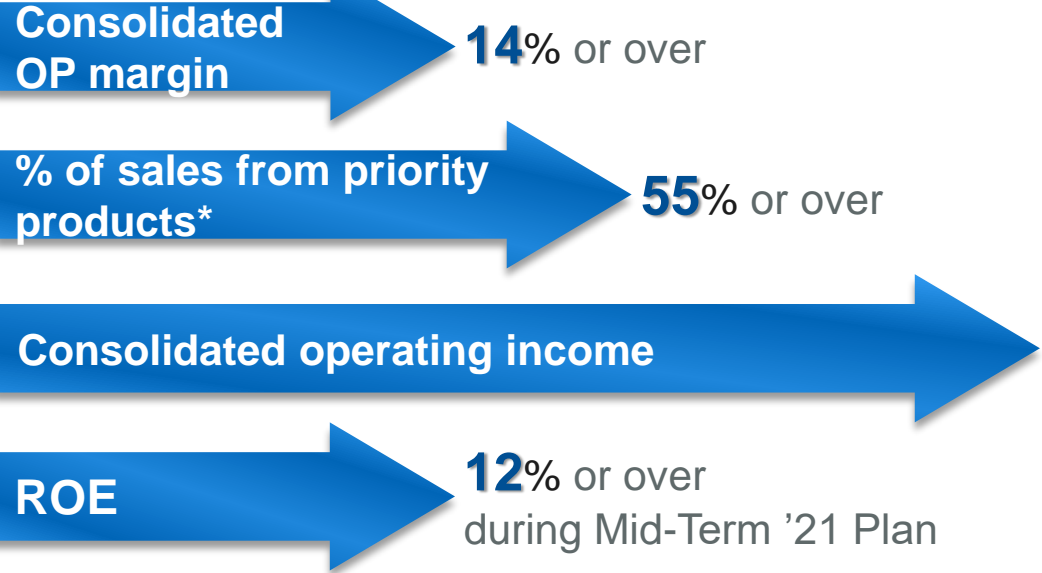 Consolidated
OP margin
14% or over
% of sales from priority
products*
55% or over
Consolidated operating income
ROE
12% or over
during Mid-Term ’21 Plan